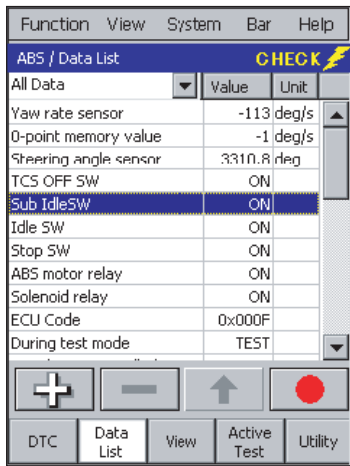 Function View System Bar Help
ABS / Data List CHECK
All Data Value Unit
Yaw rate sensor -113 deg/s
0-point memory value -1 deg/s
Steering angle sensor 3310.8 deg
TCS OFF SW ON
Sub IdleSW ON
Idle SW ON
Stop SW ON
ABS motor relay ON
Solenoid relay ON
ECU Code 0x000F
During test mode TEST
DTC Data List View Active Test Utility